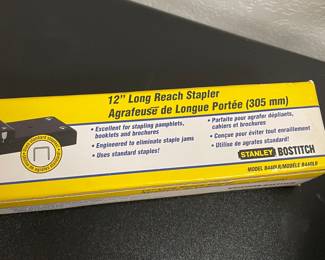 12" Long Reach Stapler
Agrafeuse de Longue Portée (305 mm)
• Excellent for stapling pamphlets,
booklets and brochures
• Engineered to eliminate staple jams
• Uses standard staples!
• Parfaite pour agrafer dépliants,
cahiers et brochures
• Conçue pour éviter tout enraillement
• Utilise de agrafes standard!
STANLEY BOSTITCH
MODEL B440LR/MODÈLE B440LR